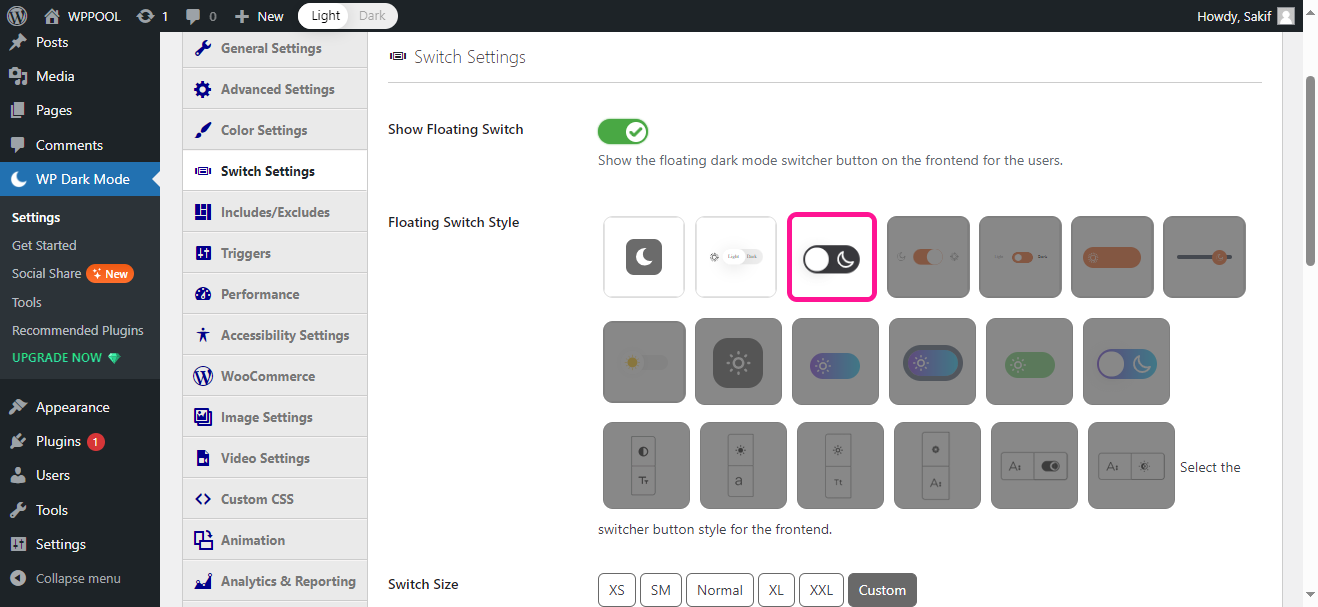 WPPOOL 1 0 New Light Dark Howdy, Sakif
Posts
Media
Pages
Comments
WP Dark Mode
Settings
Get Started
Social Share New
Tools
Recommended Plugins
UPGRADE NOW
Appearance
Plugins 1
Users
Tools
Settings
Collapse menu
General Settings
Advanced Settings
Color Settings
Switch Settings
Includes/Excludes
Triggers
Performance
Accessibility Settings
WooCommerce
Image Settings
Video Settings
Custom CSS
Animation
Analytics & Reporting
Switch Settings
Show Floating Switch
Show the floating dark mode switcher button on the frontend for the users.
Floating Switch Style
Light Dark
Dark
Tt
a
Tt
Select the
switcher button style for the frontend.
Switch Size
XS SM Normal XL XXL Custom